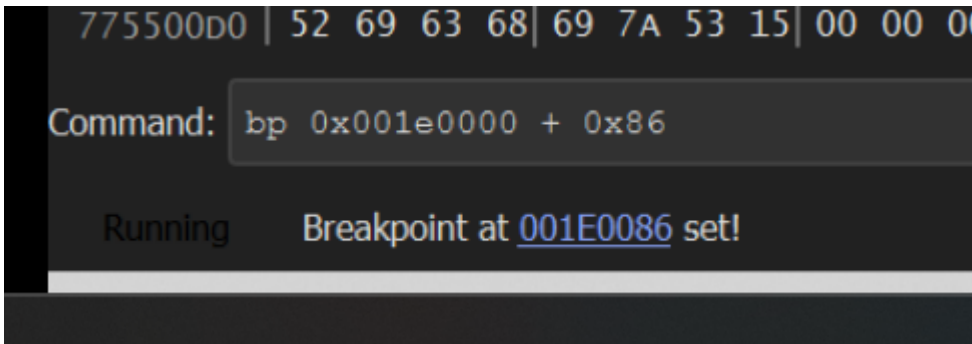 775500D0 | 52 69 63 68| 69 7A 53 15| 00 00 0
Command: bp 0x001e0000 + 0x86
Running Breakpoint at 001E0086 set!